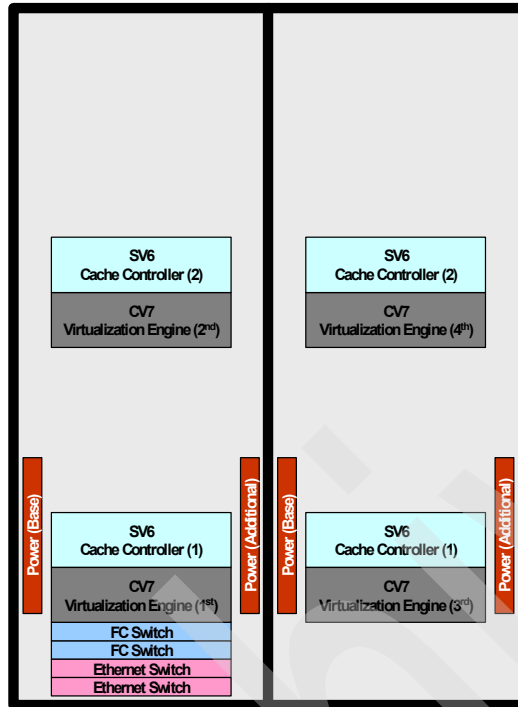 SV6
Cache Controller (2)
CV7
Virtualization Engine (2nd)
Power (Base)
Power (Additional)
SV6
Cache Controller (1)
CV7
Virtualization Engine (1st)
FC Switch
FC Switch
Ethernet Switch
Ethernet Switch
SV6
Cache Controller (2)
CV7
Virtualization Engine (4th)
Power (Base)
Power (Additional)
SV6
Cache Controller (1)
CV7
Virtualization Engine (3rd)